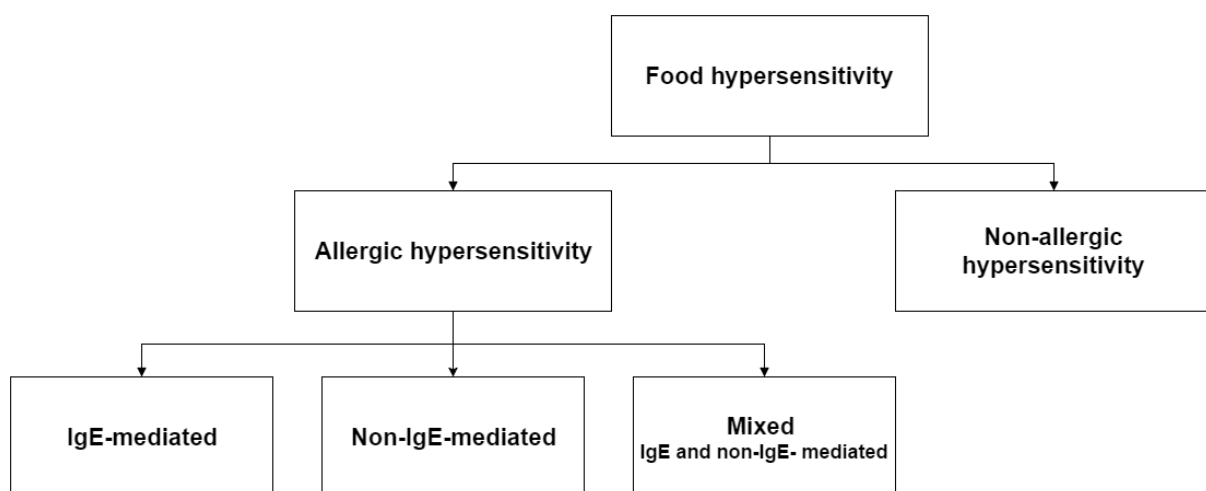 Food hypersensitivity
Allergic hypersensitivity
Non-allergic
hypersensitivity
IgE-mediated
Non-IgE-mediated
Mixed
IgE and non-IgE- mediated